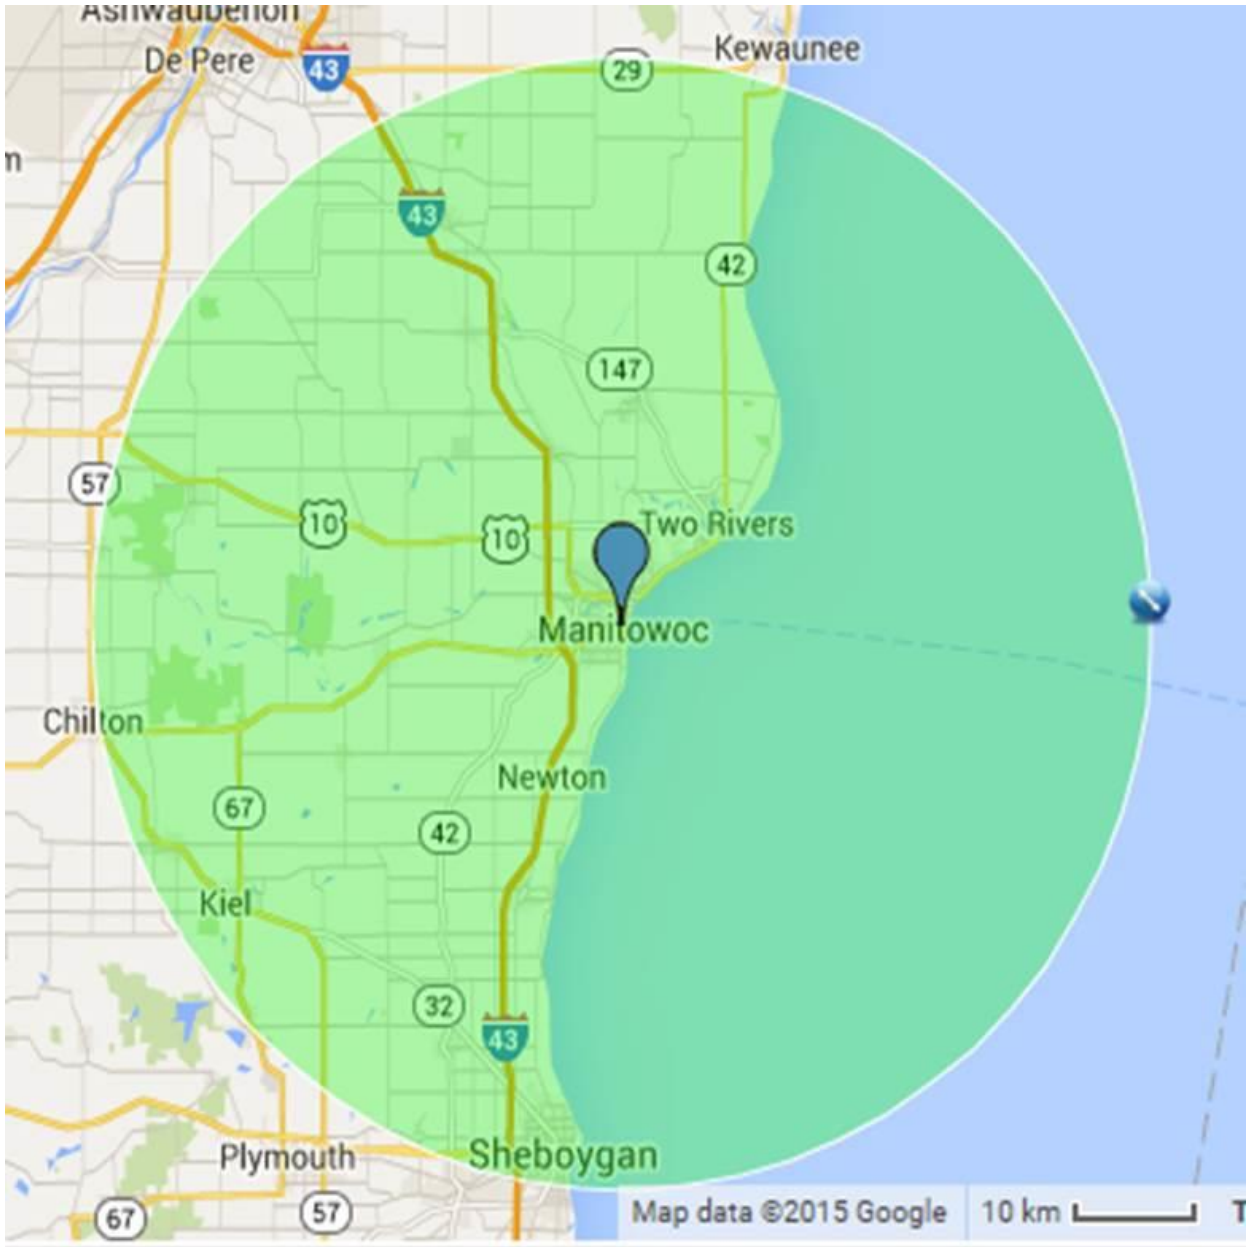 Ashwaubenon
De Pere
43
29
Kewaunee
m
43
42
147
57
10
10
Two Rivers
Manitowoc
Chilton
Newton
67
42
Kiel
32
43
Plymouth
Sheboygan
67
57
Map data ©2015 Google
10 km
T